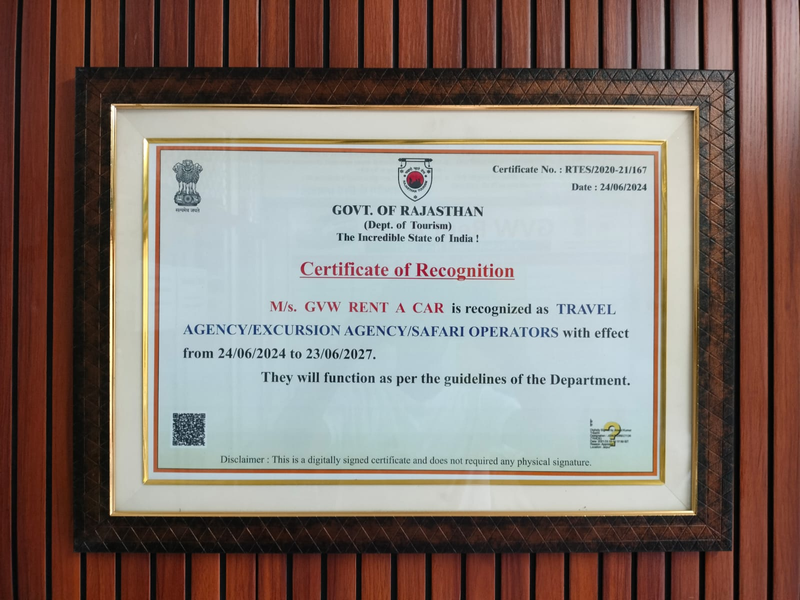 Certificate No. : RTES/2020-21/167
Date : 24/06/2024
सत्यमेव जयते
GOVT. OF RAJASTHAN
(Dept. of Tourism)
The Incredible State of India !
Certificate of Recognition
M/s. GVW RENT A CAR is recognized as TRAVEL
AGENCY/EXCURSION AGENCY/SAFARI OPERATORS with effect
from 24/06/2024 to 23/06/2027.
They will function as per the guidelines of the Department.
?
Disclaimer : This is a digitally signed certificate and does not required any physical signature.